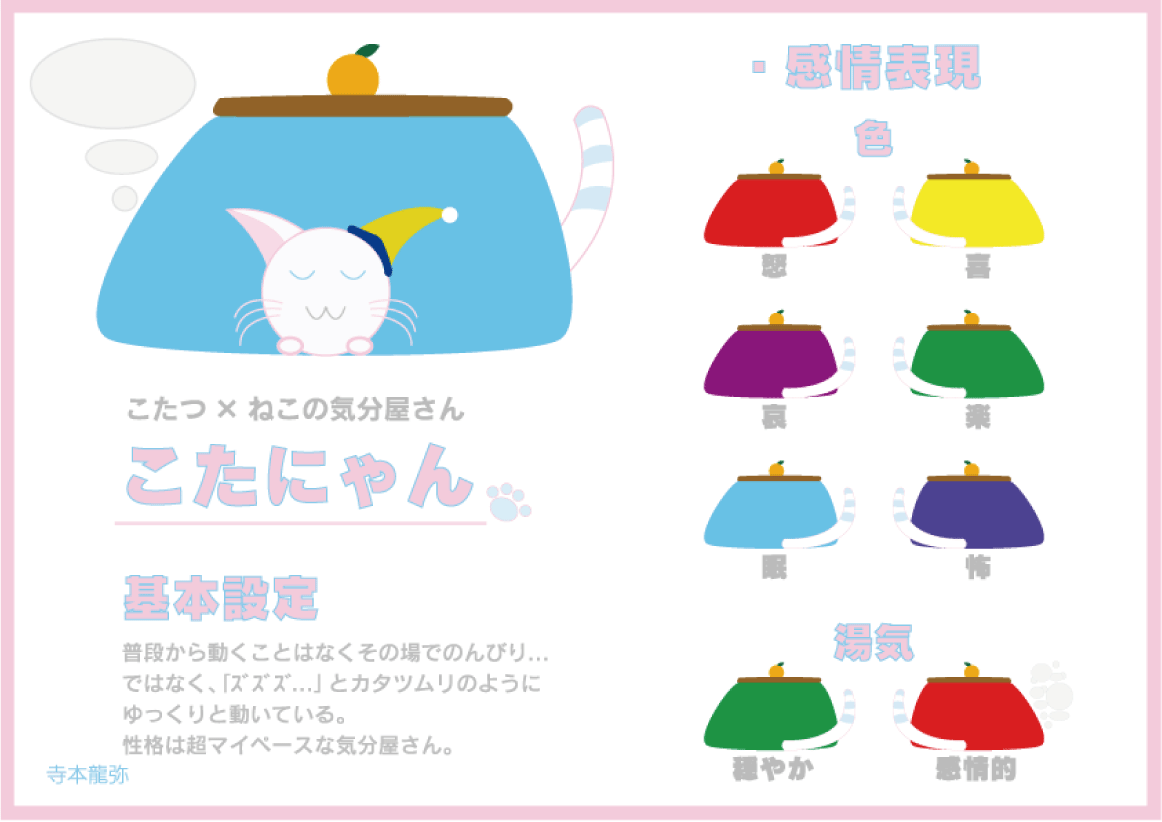 こたつ × ねこの気分屋さん
こたにゃん
基本設定
普段から動くことはなくその場でのんびり…
ではなく、「ズズズ…」とカタツムリのように
ゆっくりと動いている。
性格は超マイペースな気分屋さん。
寺本龍弥
・感情表現
色
怒
喜
哀
楽
眠
怖
湯気
穏やか
感情的